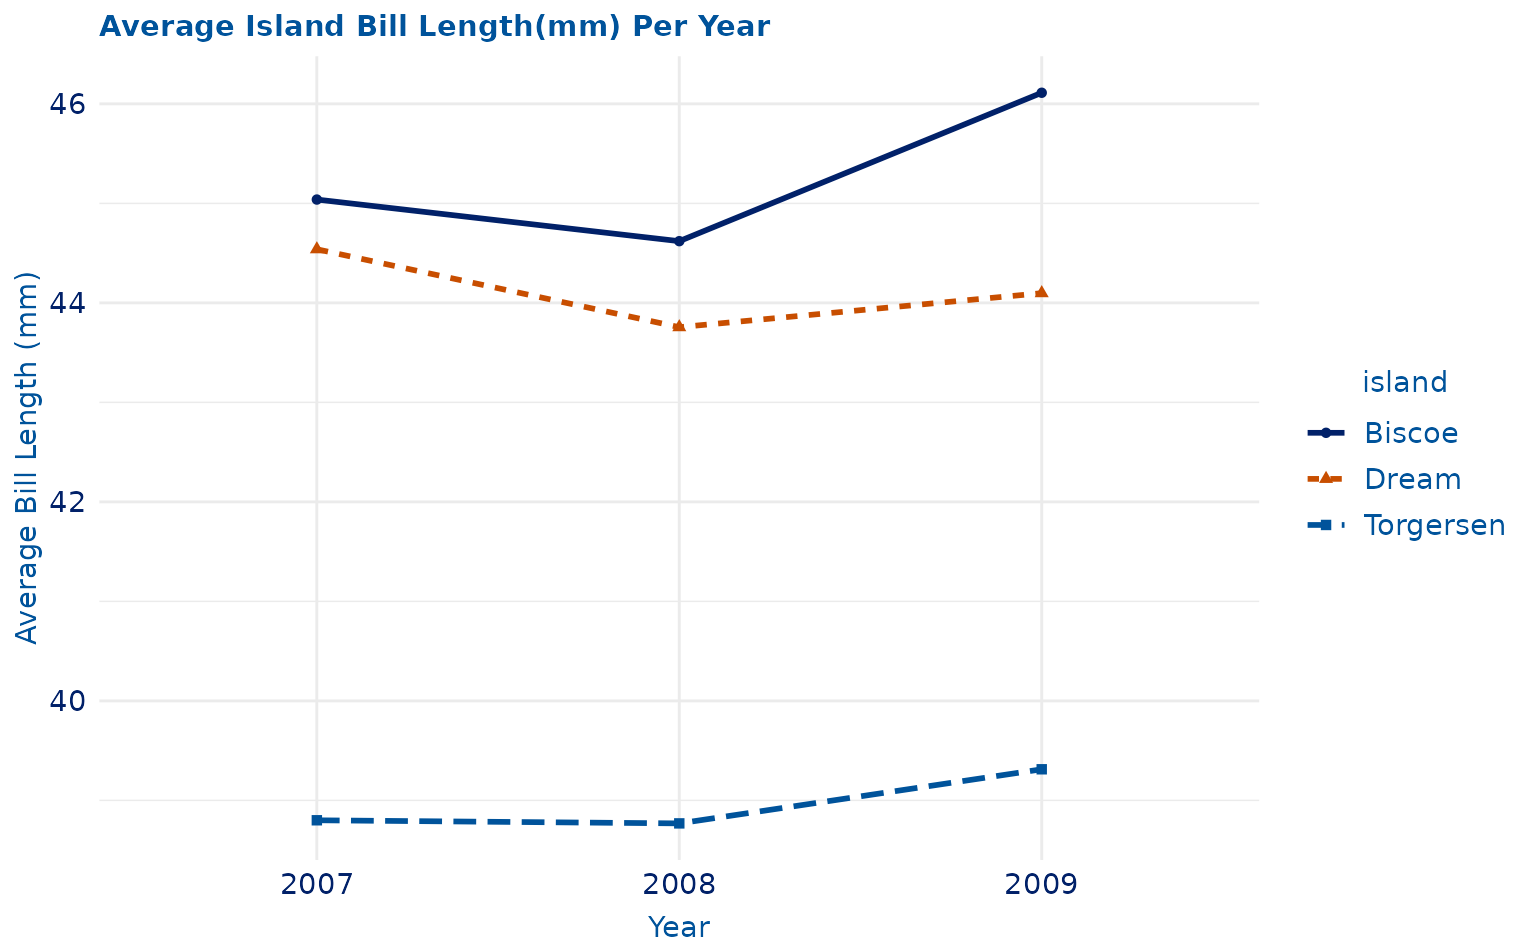 Average Island Bill Length(mm) Per Year
Average Bill Length (mm)
46
44
42
40
2007
2008
2009
Year
island
Biscoe
Dream
Torgersen